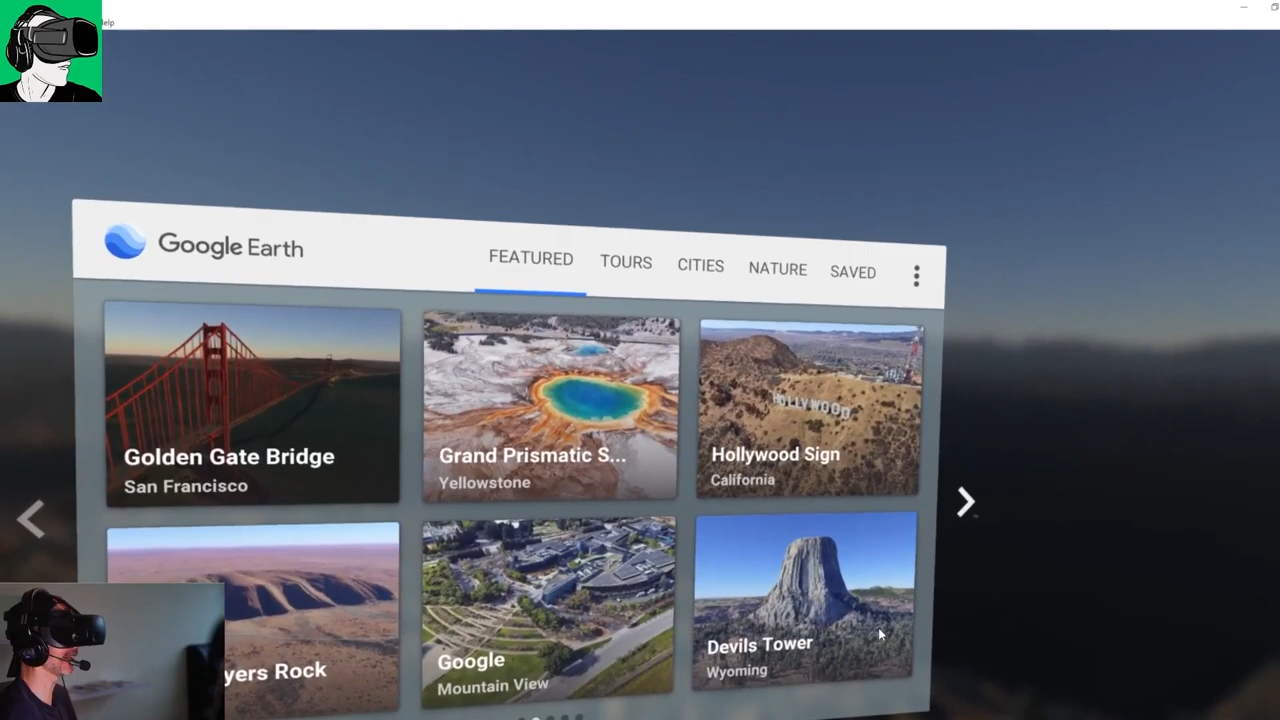 Google Earth
FEATURED TOURS CITIES NATURE SAVED
Golden Gate Bridge
San Francisco
Grand Prismatic S...
Yellowstone
HOLLYWOOD
Hollywood Sign
California
yers Rock
Google
Mountain View
Devils Tower
Wyoming